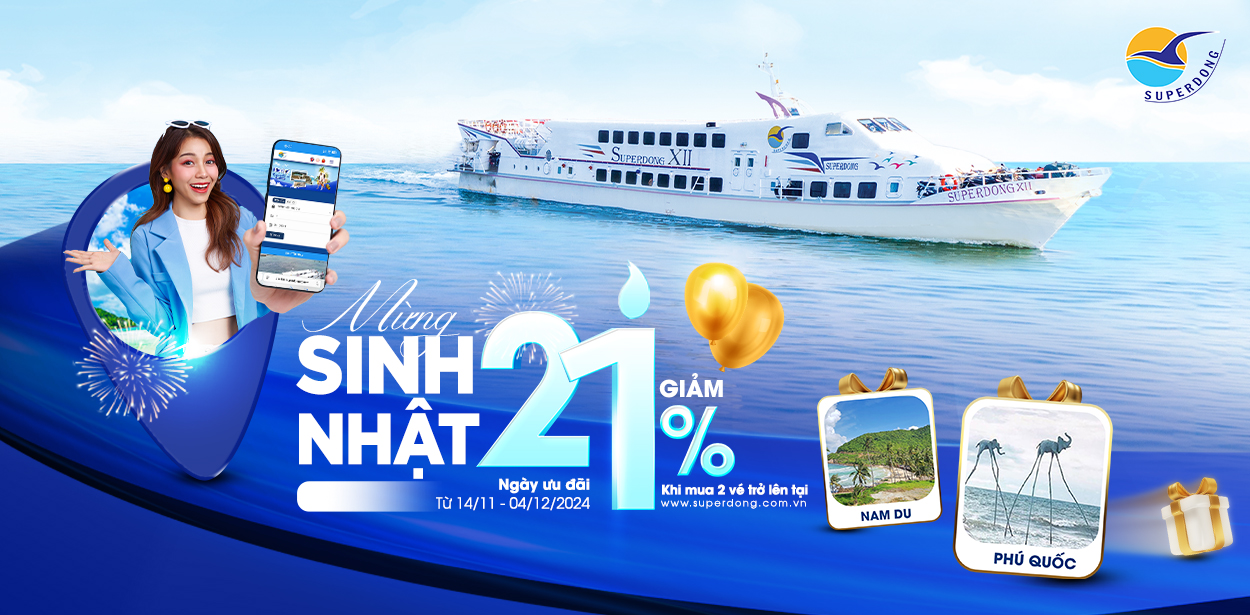 SUPERDONG
SUPERDONG XII
SUPERDONG
SUPERDONG XII
Mừng
SINH
NHẬT
21
GIẢM
%
Ngày ưu đãi
Từ 14/11 - 04/12/2024
Khi mua 2 vé trở lên tại
www.superdong.com.vn
NAM DU
PHÚ QUỐC